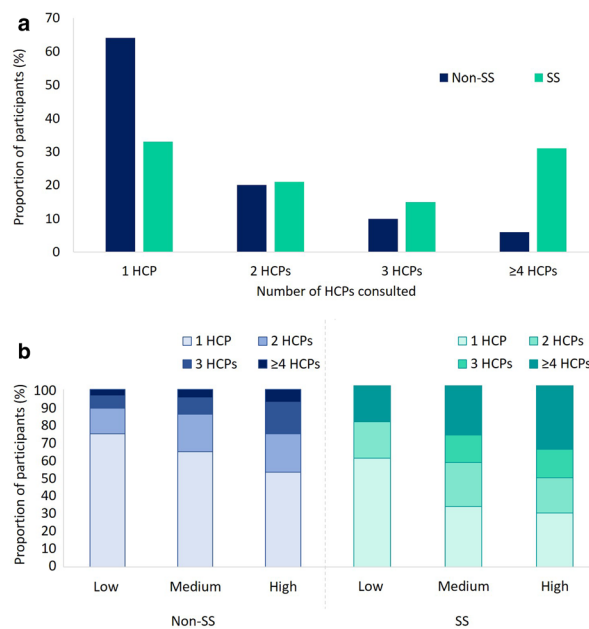 a
70
60
50
40
30
20
10
0
Proportion of participants (%)
Non-SS SS
1 HCP 2 HCPs 3 HCPs ≥4 HCPs
Number of HCPs consulted
b
1 HCP 2 HCPs
3 HCPs ≥4 HCPs
1 HCP 2 HCPs
3 HCPs ≥4 HCPs
100
90
80
70
60
50
40
30
20
10
0
Proportion of participants (%)
Low Medium High Low Medium High
Non-SS SS